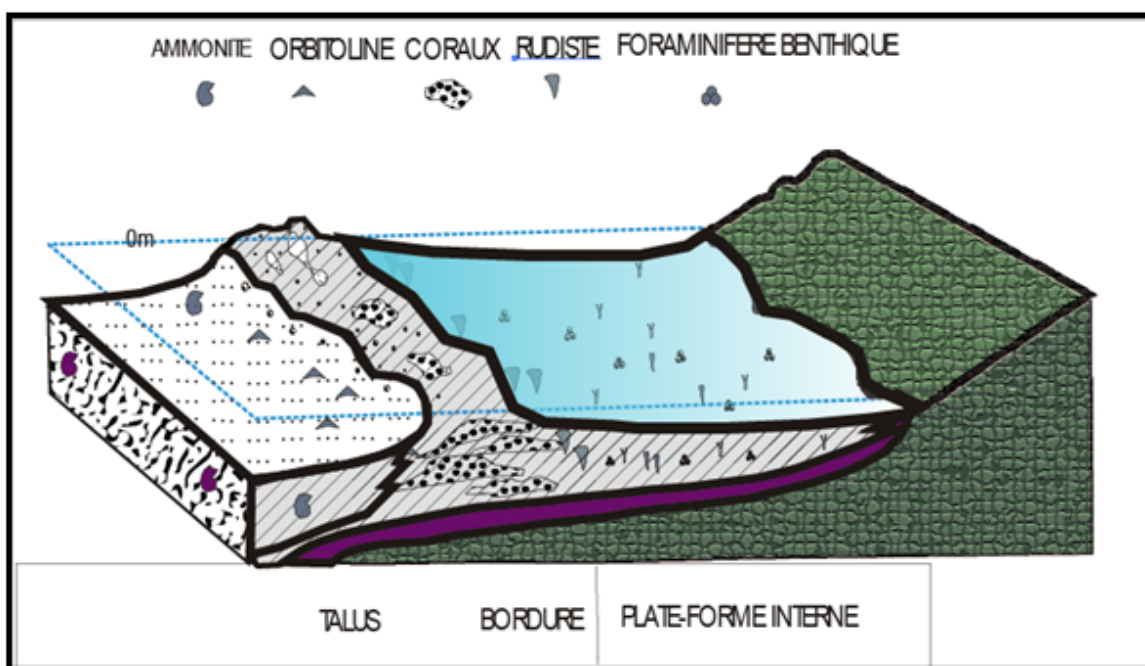 AMMONITE ORBITOLINE CORAUX RUDISTE FORAMINIFERE BENTHIQUE
0m
TALUS BORDURE PLATE-FORME INTERNE